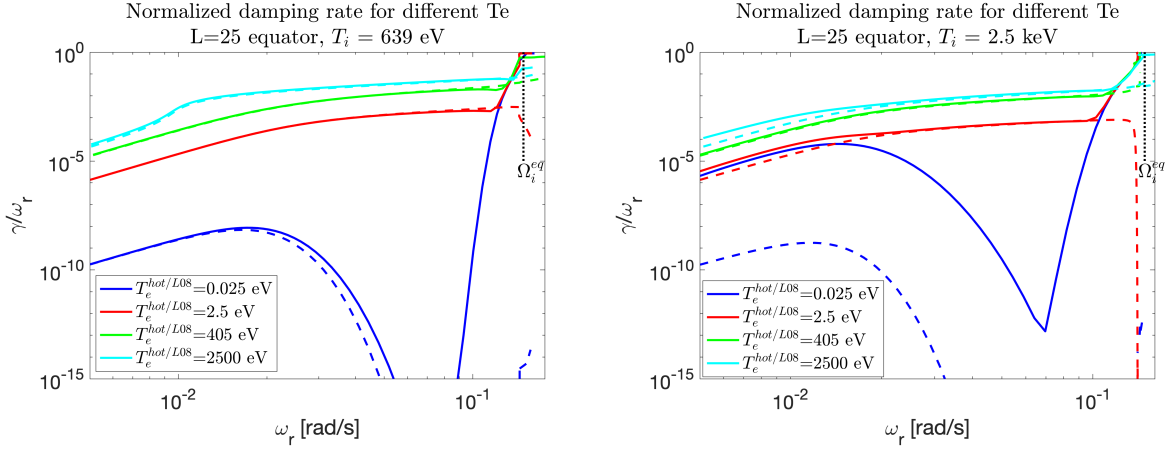 Normalized damping rate for different Te
L=25 equator, T_i = 639 eV
γ/ω_r
10^0
10^-5
10^-10
10^-15
Ω_i^eq
T_e^hot/L08=0.025 eV
T_e^hot/L08=2.5 eV
T_e^hot/L08=405 eV
T_e^hot/L08=2500 eV
10^-2
10^-1
ω_r [rad/s]
Normalized damping rate for different Te
L=25 equator, T_i = 2.5 keV
γ/ω_r
10^0
10^-5
10^-10
10^-15
Ω_i^eq
T_e^hot/L08=0.025 eV
T_e^hot/L08=2.5 eV
T_e^hot/L08=405 eV
T_e^hot/L08=2500 eV
10^-2
10^-1
ω_r [rad/s]